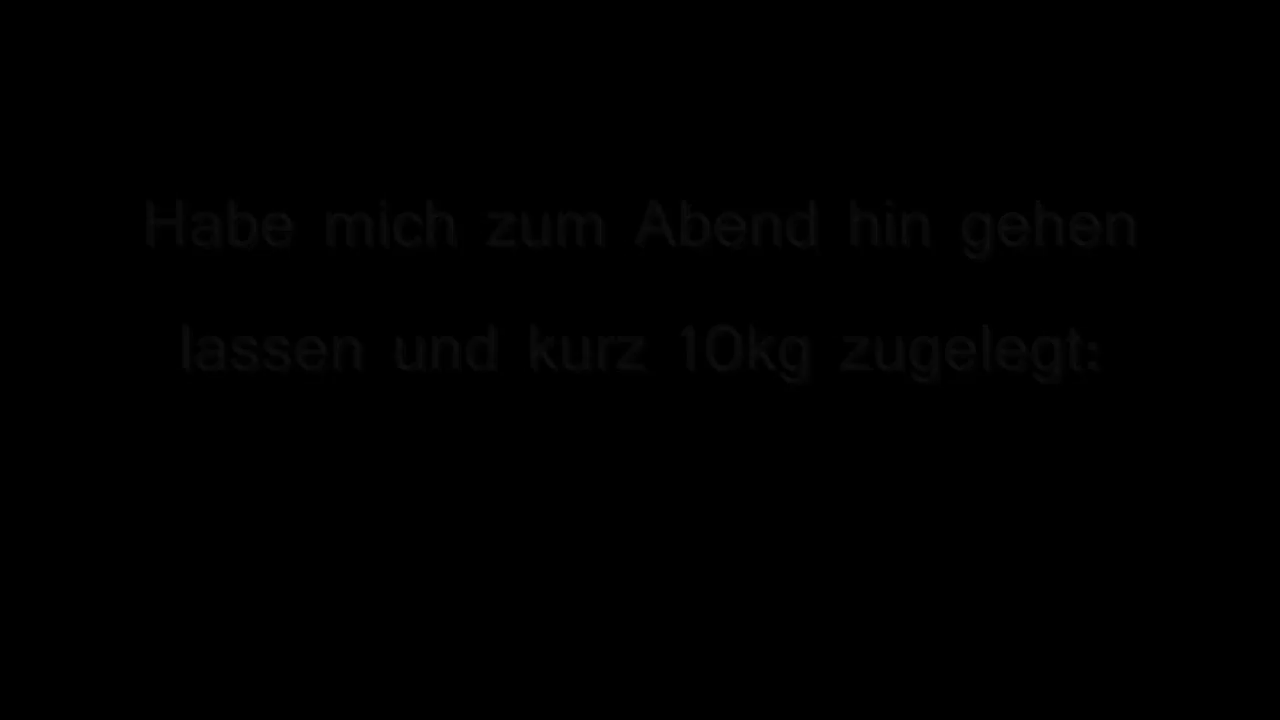 Habe mich zum Abend hin gehen
lassen und kurz 10kg zugelegt: